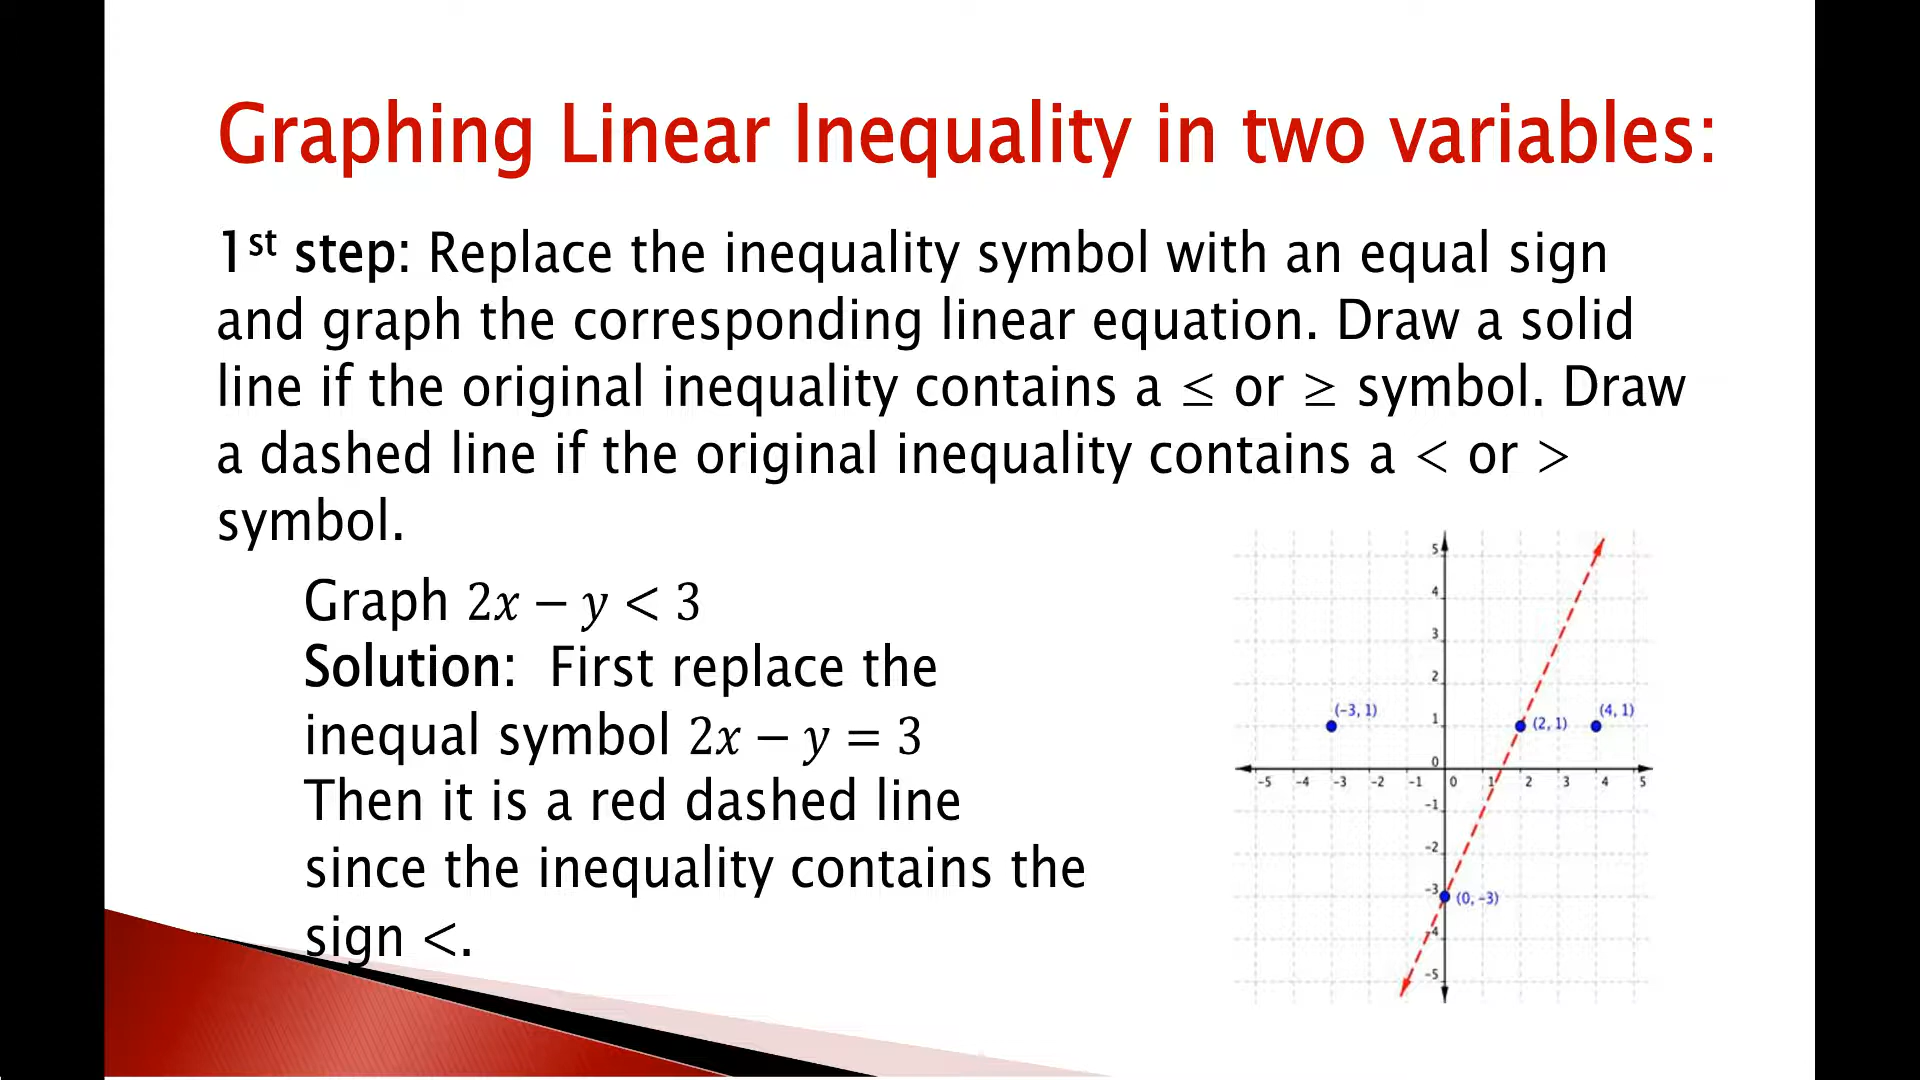 Graphing Linear Inequality in two variables:
1st step: Replace the inequality symbol with an equal sign
and graph the corresponding linear equation. Draw a solid
line if the original inequality contains a ≤ or ≥ symbol. Draw
a dashed line if the original inequality contains a < or >
symbol.
Graph 2x − y < 3
Solution: First replace the
inequal symbol 2x − y = 3
Then it is a red dashed line
since the inequality contains the
sign <.
5
4
3
2
(-3, 1)
1
(2, 1)
(4, 1)
0
-5 -4 -3 -2 -1 0 1 2 3 4 5
-1
-2
-3
(0, -3)
-4
-5